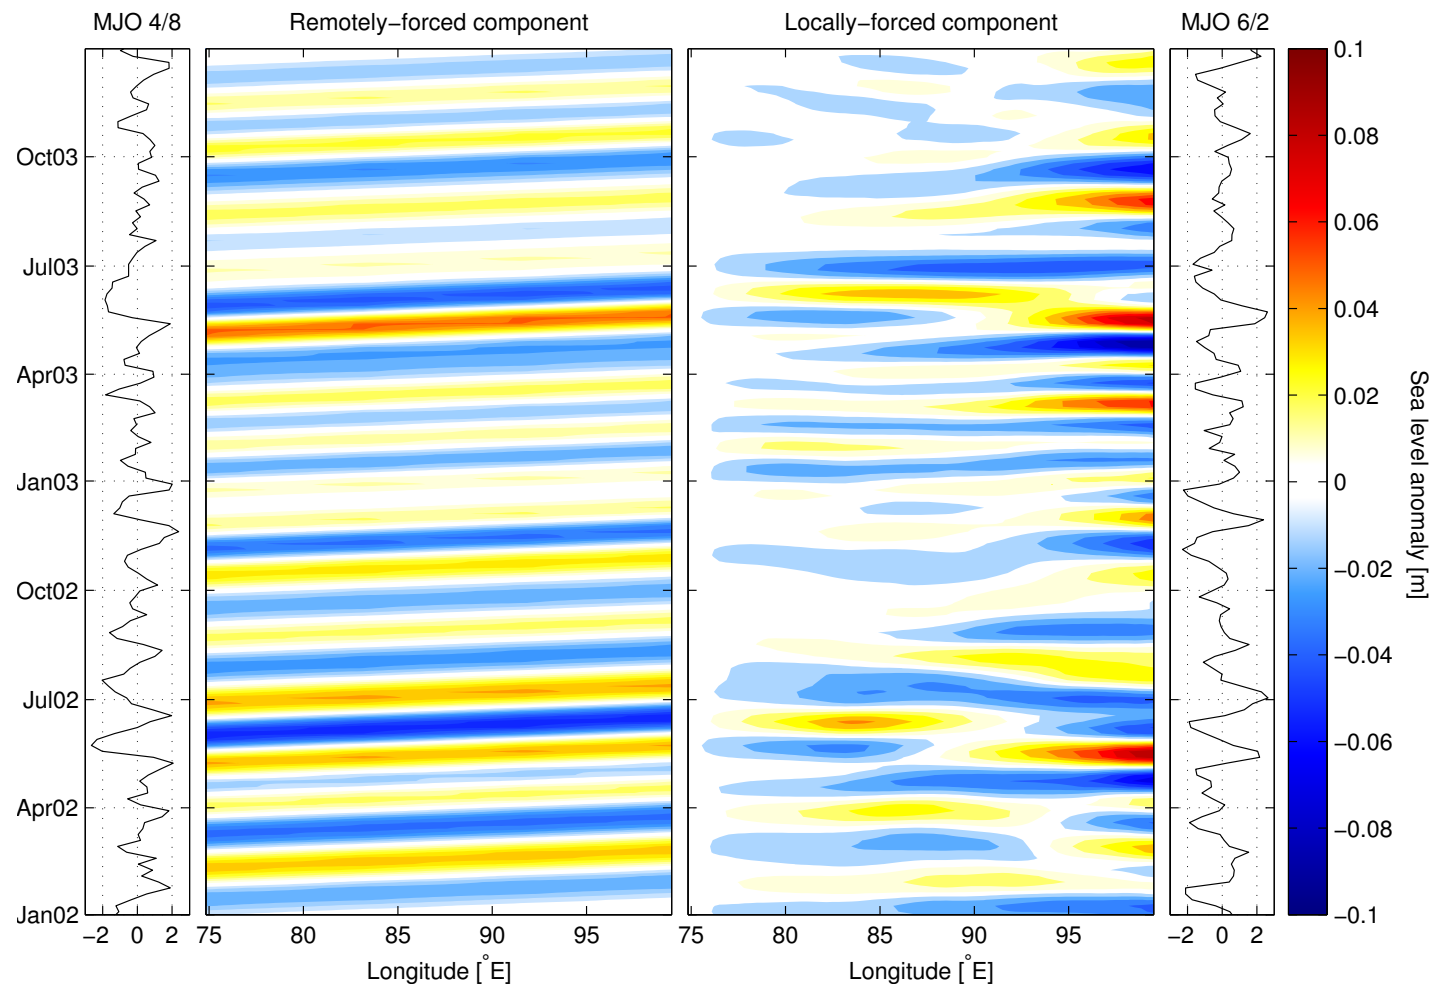 MJO 4/8
Remotely−forced component
Locally−forced component
MJO 6/2
Oct03
Jul03
Apr03
Jan03
Oct02
Jul02
Apr02
Jan02
−2 0 2
75 80 85 90 95
75 80 85 90 95
−2 0 2
Longitude [°E]
Longitude [°E]
0.1
0.08
0.06
0.04
0.02
0
−0.02
−0.04
−0.06
−0.08
−0.1
Sea level anomaly [m]